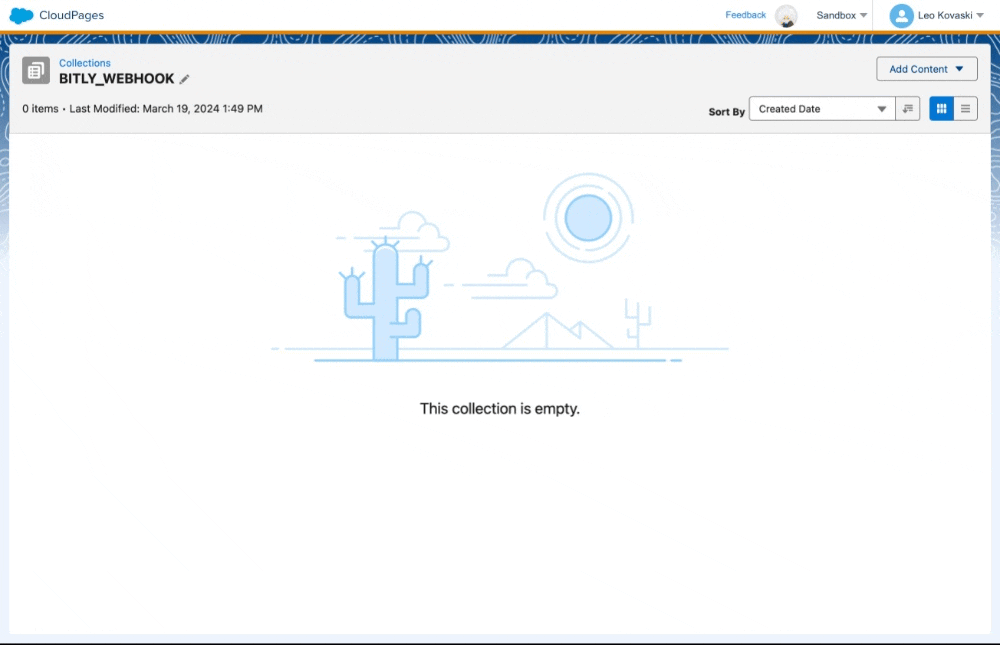 CloudPages
Feedback
Sandbox
Leo Kovaski
Collections
BITLY_WEBHOOK
Add Content
0 items • Last Modified: March 19, 2024 1:49 PM
Sort By
Created Date
This collection is empty.